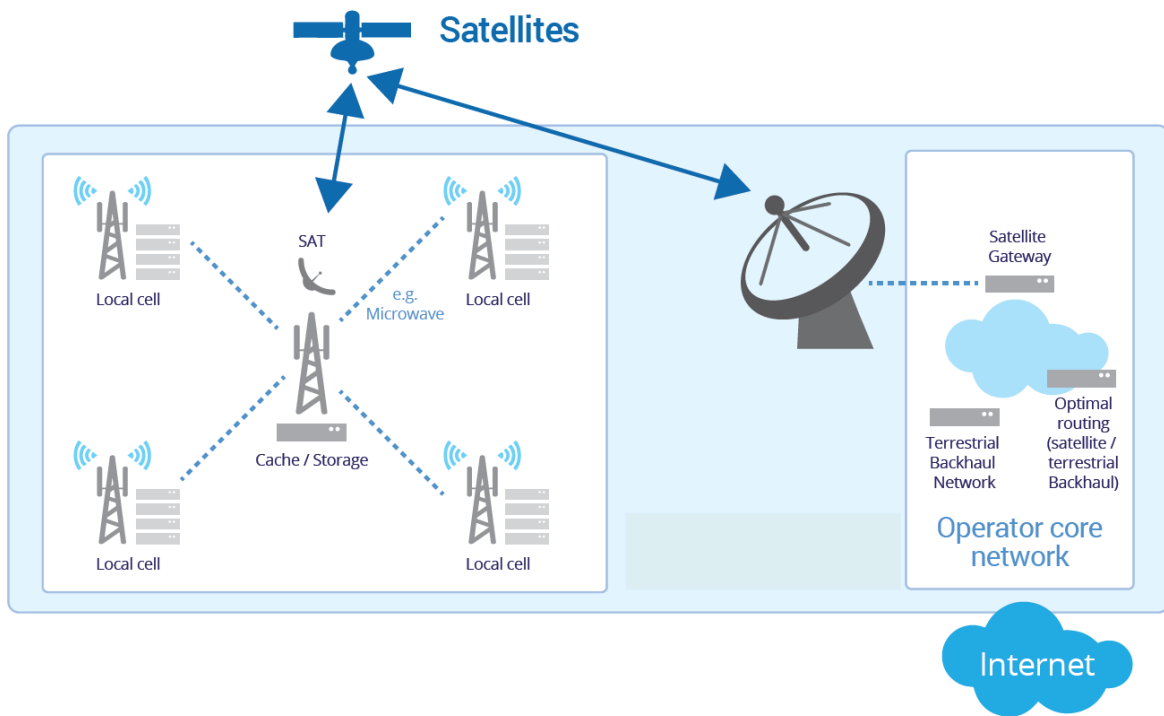 Satellites
Local cell
Local cell
SAT
e.g.
Microwave
Cache / Storage
Local cell
Local cell
Satellite
Gateway
Terrestrial
Backhaul
Network
Optimal
routing
(satellite /
terrestrial
Backhaul)
Operator core
network
Internet